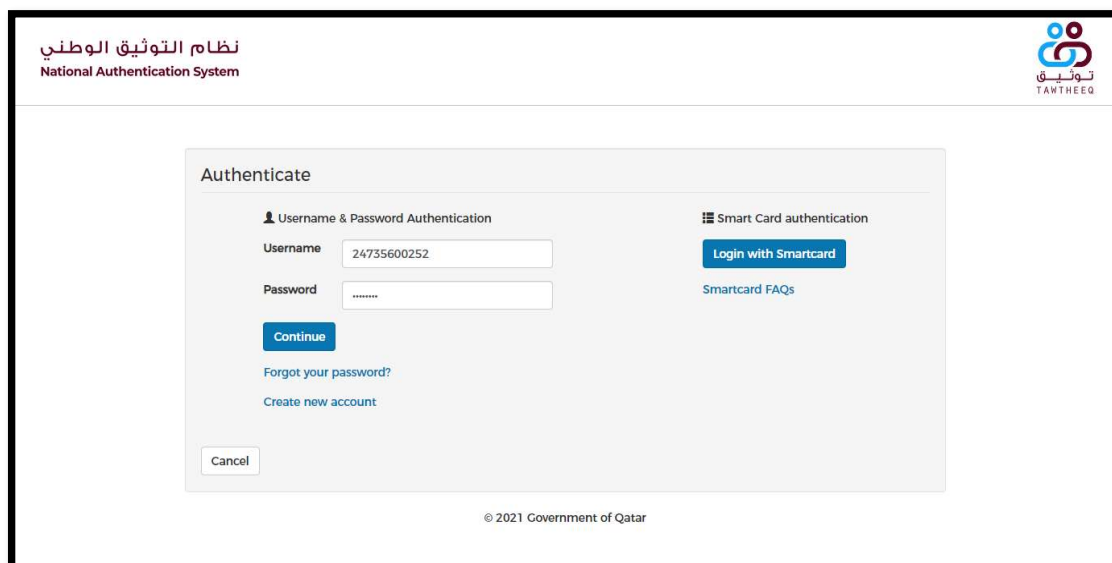 نظام التوثيق الوطني
National Authentication System
تـوثـيـــق
TAWTHEEQ
Authenticate
Username & Password Authentication
Username
24735600252
Password
••••••••
Continue
Forgot your password?
Create new account
Smart Card authentication
Login with Smartcard
Smartcard FAQs
Cancel
© 2021 Government of Qatar